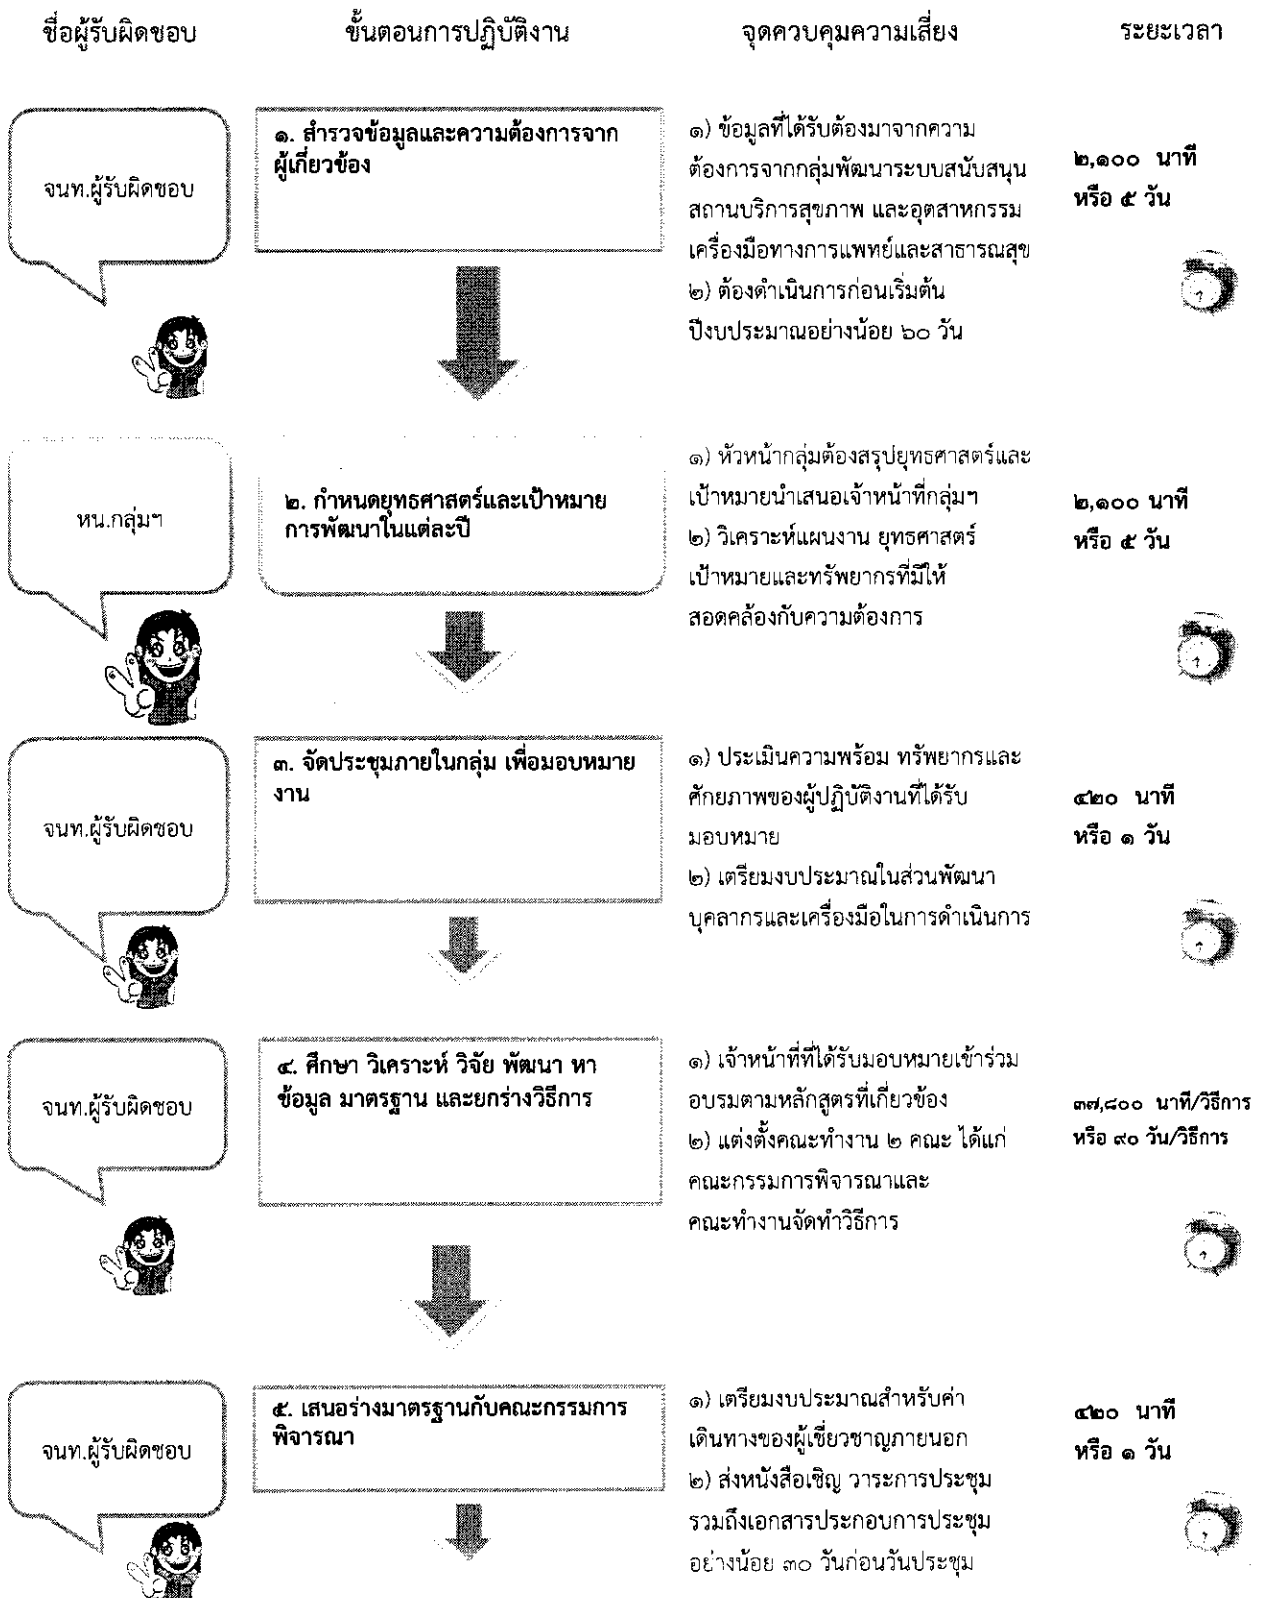 ชื่อผู้รับผิดชอบ ขั้นตอนการปฏิบัติงาน จุดควบคุมความเสี่ยง ระยะเวลา
จนท.ผู้รับผิดชอบ
๑. สำรวจข้อมูลและความต้องการจาก
ผู้เกี่ยวข้อง
๑) ข้อมูลที่ได้รับต้องมาจากความ
ต้องการจากกลุ่มพัฒนาระบบสนับสนุน
สถานบริการสุขภาพ และอุตสาหกรรม
เครื่องมือทางการแพทย์และสาธารณสุข
๒) ต้องดำเนินการก่อนเริ่มต้น
ปีงบประมาณอย่างน้อย ๖๐ วัน
๒,๑๐๐ นาที
หรือ ๕ วัน
หน.กลุ่มฯ
๒. กำหนดยุทธศาสตร์และเป้าหมาย
การพัฒนาในแต่ละปี
๑) หัวหน้ากลุ่มต้องสรุปยุทธศาสตร์และ
เป้าหมายนำเสนอเจ้าหน้าที่กลุ่มฯ
๒) วิเคราะห์แผนงาน ยุทธศาสตร์
เป้าหมายและทรัพยากรที่มีให้
สอดคล้องกับความต้องการ
๒,๑๐๐ นาที
หรือ ๕ วัน
จนท.ผู้รับผิดชอบ
๓. จัดประชุมภายในกลุ่ม เพื่อมอบหมาย
งาน
๑) ประเมินความพร้อม ทรัพยากรและ
ศักยภาพของผู้ปฏิบัติงานที่ได้รับ
มอบหมาย
๒) เตรียมงบประมาณในส่วนพัฒนา
บุคลากรและเครื่องมือในการดำเนินการ
๔๒๐ นาที
หรือ ๑ วัน
จนท.ผู้รับผิดชอบ
๔. ศึกษา วิเคราะห์ วิจัย พัฒนา หา
ข้อมูล มาตรฐาน และยกร่างวิธีการ
๑) เจ้าหน้าที่ที่ได้รับมอบหมายเข้าร่วม
อบรมตามหลักสูตรที่เกี่ยวข้อง
๒) แต่งตั้งคณะทำงาน ๒ คณะ ได้แก่
คณะกรรมการพิจารณาและ
คณะทำงานจัดทำวิธีการ
๓๗,๘๐๐ นาที/วิธีการ
หรือ ๙๐ วัน/วิธีการ
จนท.ผู้รับผิดชอบ
๕. เสนอร่างมาตรฐานกับคณะกรรมการ
พิจารณา
๑) เตรียมงบประมาณสำหรับค่า
เดินทางของผู้เชี่ยวชาญภายนอก
๒) ส่งหนังสือเชิญ วาระการประชุม
รวมถึงเอกสารประกอบการประชุม
อย่างน้อย ๓๐ วันก่อนวันประชุม
๔๒๐ นาที
หรือ ๑ วัน